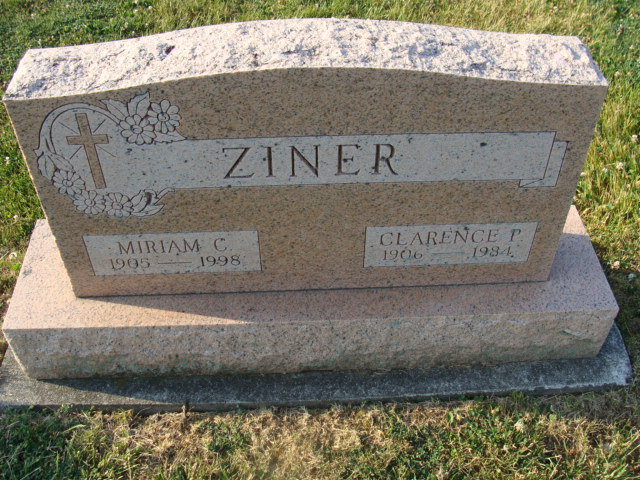 ZINER
MIRIAM C.
1905 — 1998
CLARENCE P.
1906 — 1984